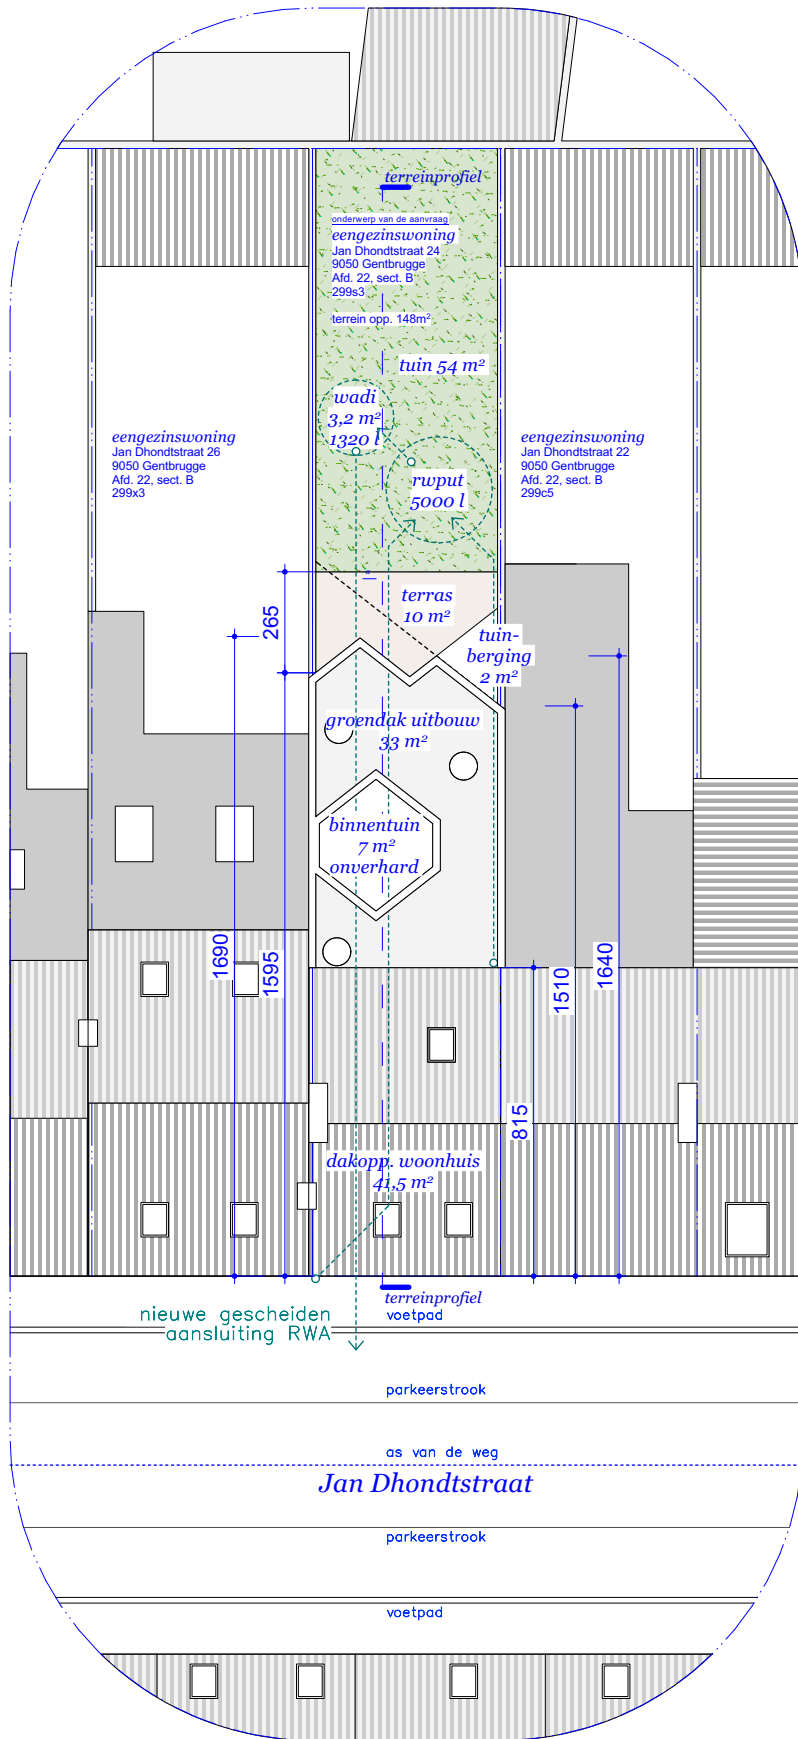 terreinprofiel
onderwerp van de aanvraag
eengezinswoning
Jan Dhondtstraat 24
9050 Gentbrugge
Afd. 22, sect. B
299s3
terrein opp. 148m²
tuin 54 m²
wadi
3,2 m²
1320 l
eengezinswoning
Jan Dhondtstraat 26
9050 Gentbrugge
Afd. 22, sect. B
299x3
eengezinswoning
Jan Dhondtstraat 22
9050 Gentbrugge
Afd. 22, sect. B
299c5
rwput
5000 l
terras
10 m²
265
tuin-
berging
2 m²
groendak uitbouw
33 m²
binnentuin
7 m²
onverhard
1690
1595
1510
1640
815
dakopp. woonhuis
41,5 m²
terreinprofiel
nieuwe gescheiden
aansluiting RWA
voetpad
parkeerstrook
as van de weg
Jan Dhondtstraat
parkeerstrook
voetpad